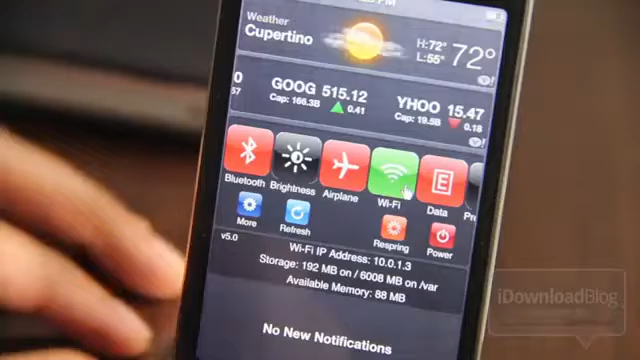 Weather
Cupertino
H: 72°
L: 55°
72°
0
57
GOOG 515.12
Cap: 166.3B
0.41
YHOO 15.47
Cap: 19.5B
0.18
Bluetooth
Brightness
Airplane
Wi-Fi
E
Data
More
Refresh
Respring
Power
v5.0
Wi-Fi IP Address: 10.0.1.3
Storage: 192 MB on / 6008 MB on /var
Available Memory: 88 MB
No New Notifications
iDownloadBlog